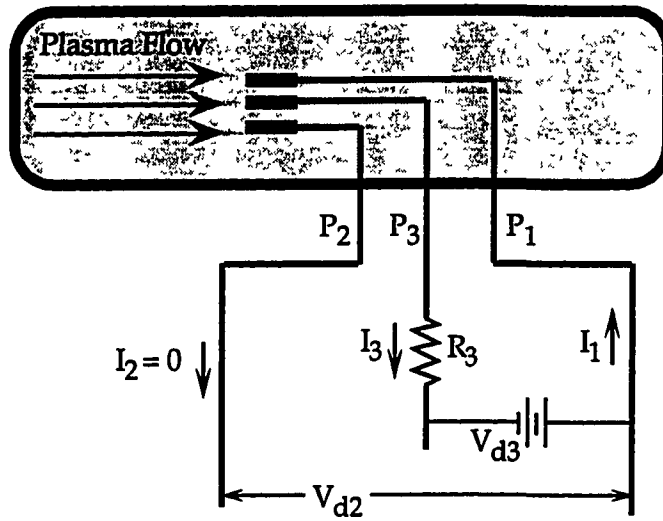 Plasma Flow
P2 P3 P1
I2 = 0
I3
R3
I1
Vd3
Vd2